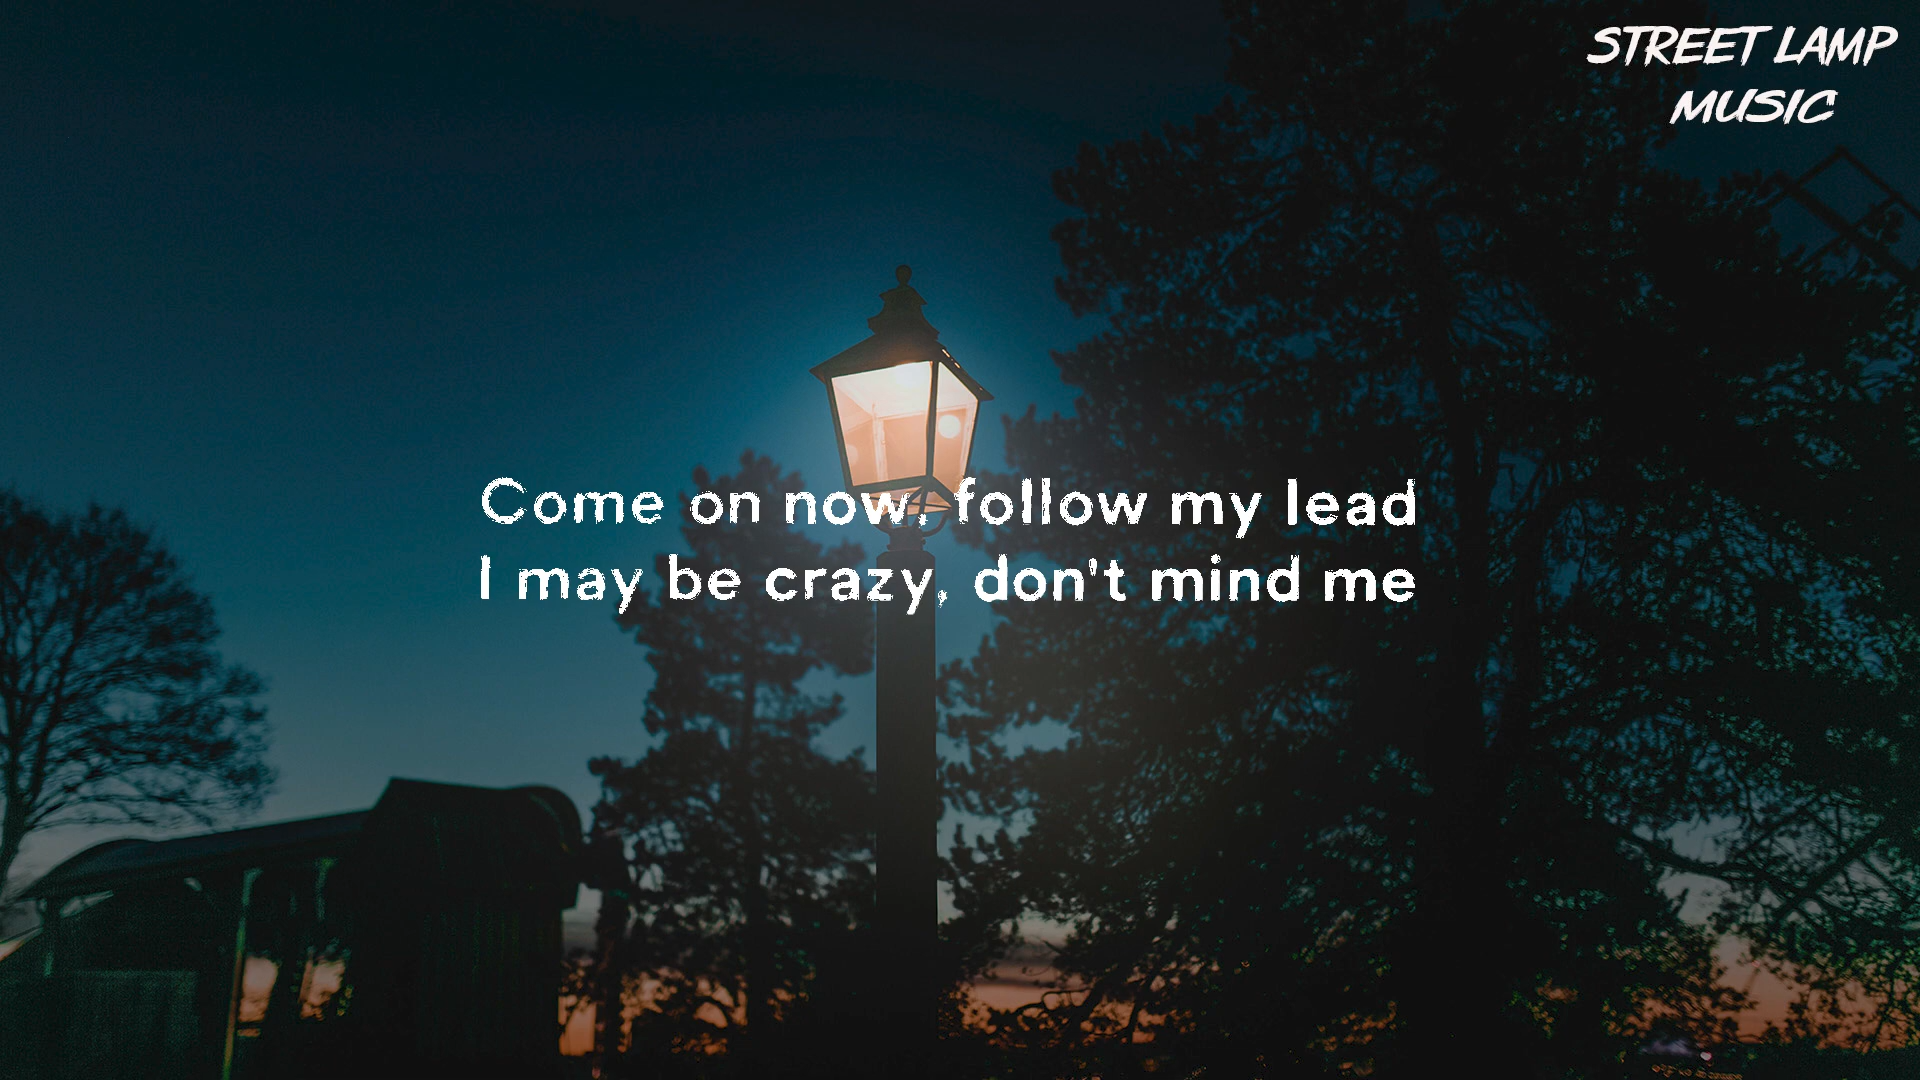 STREET LAMP
MUSIC
Come on now, follow my lead
I may be crazy, don't mind me